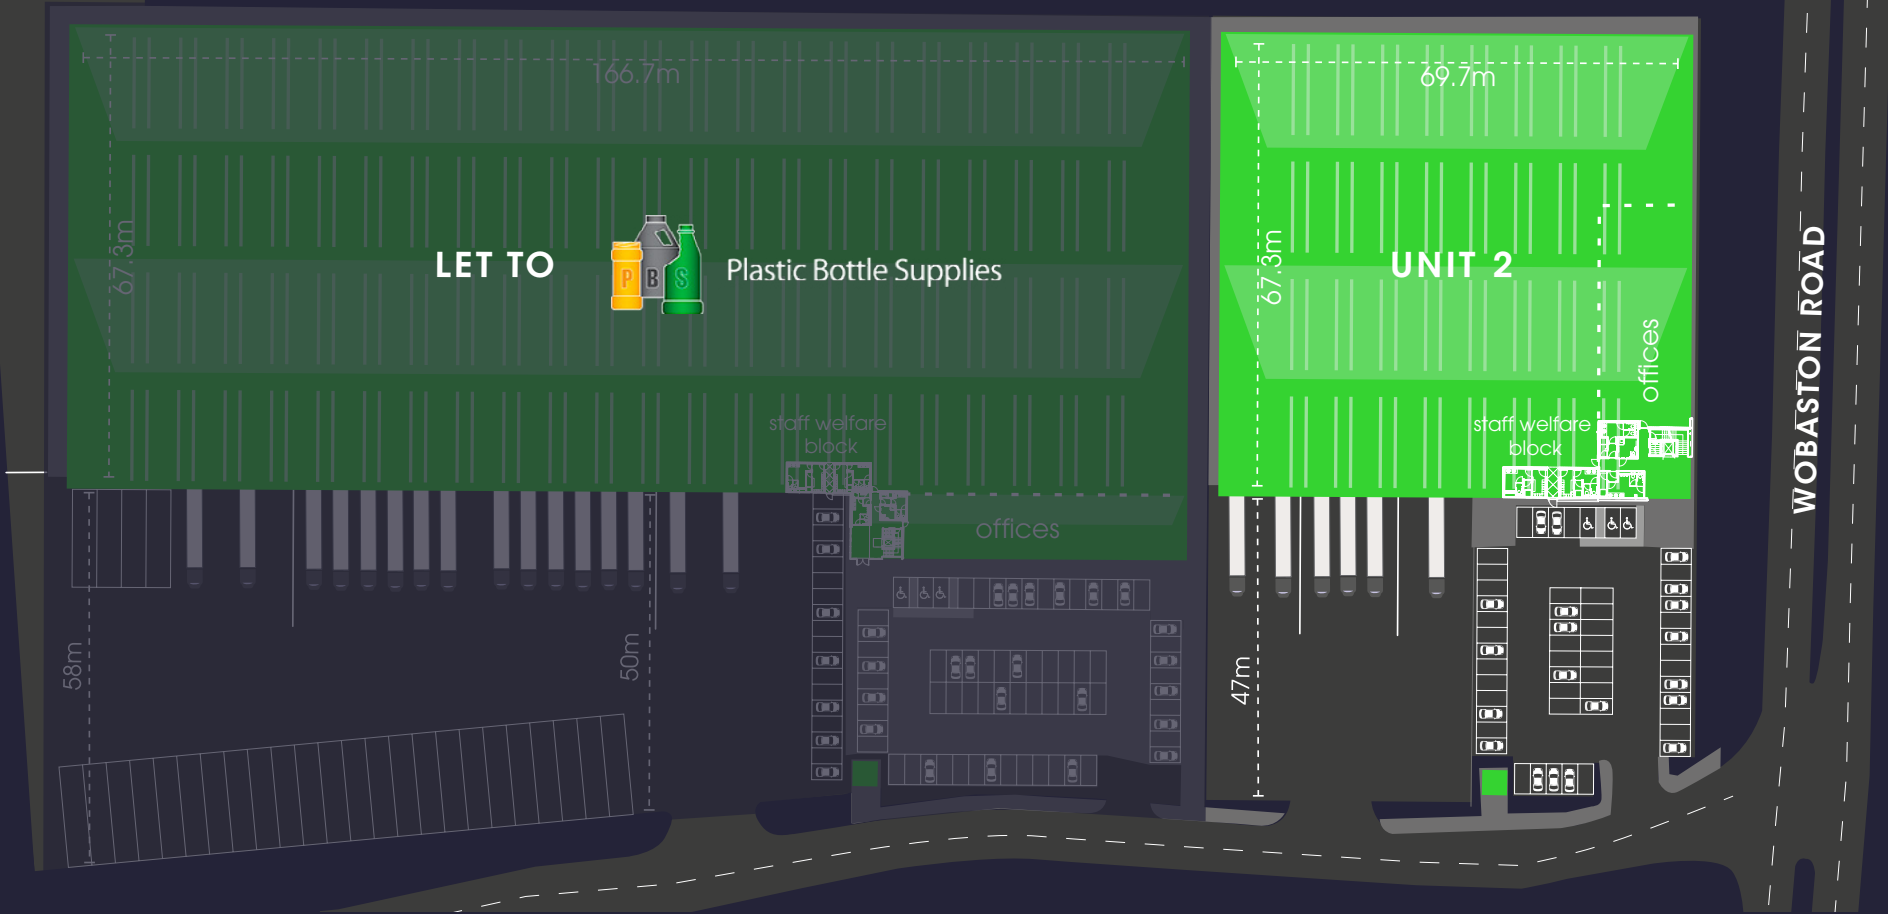 166.7m
67.3m
LET TO
P B S
Plastic Bottle Supplies
staff welfare
block
offices
58m
50m
69.7m
67.3m
UNIT 2
offices
staff welfare
block
47m
WOBASTON ROAD